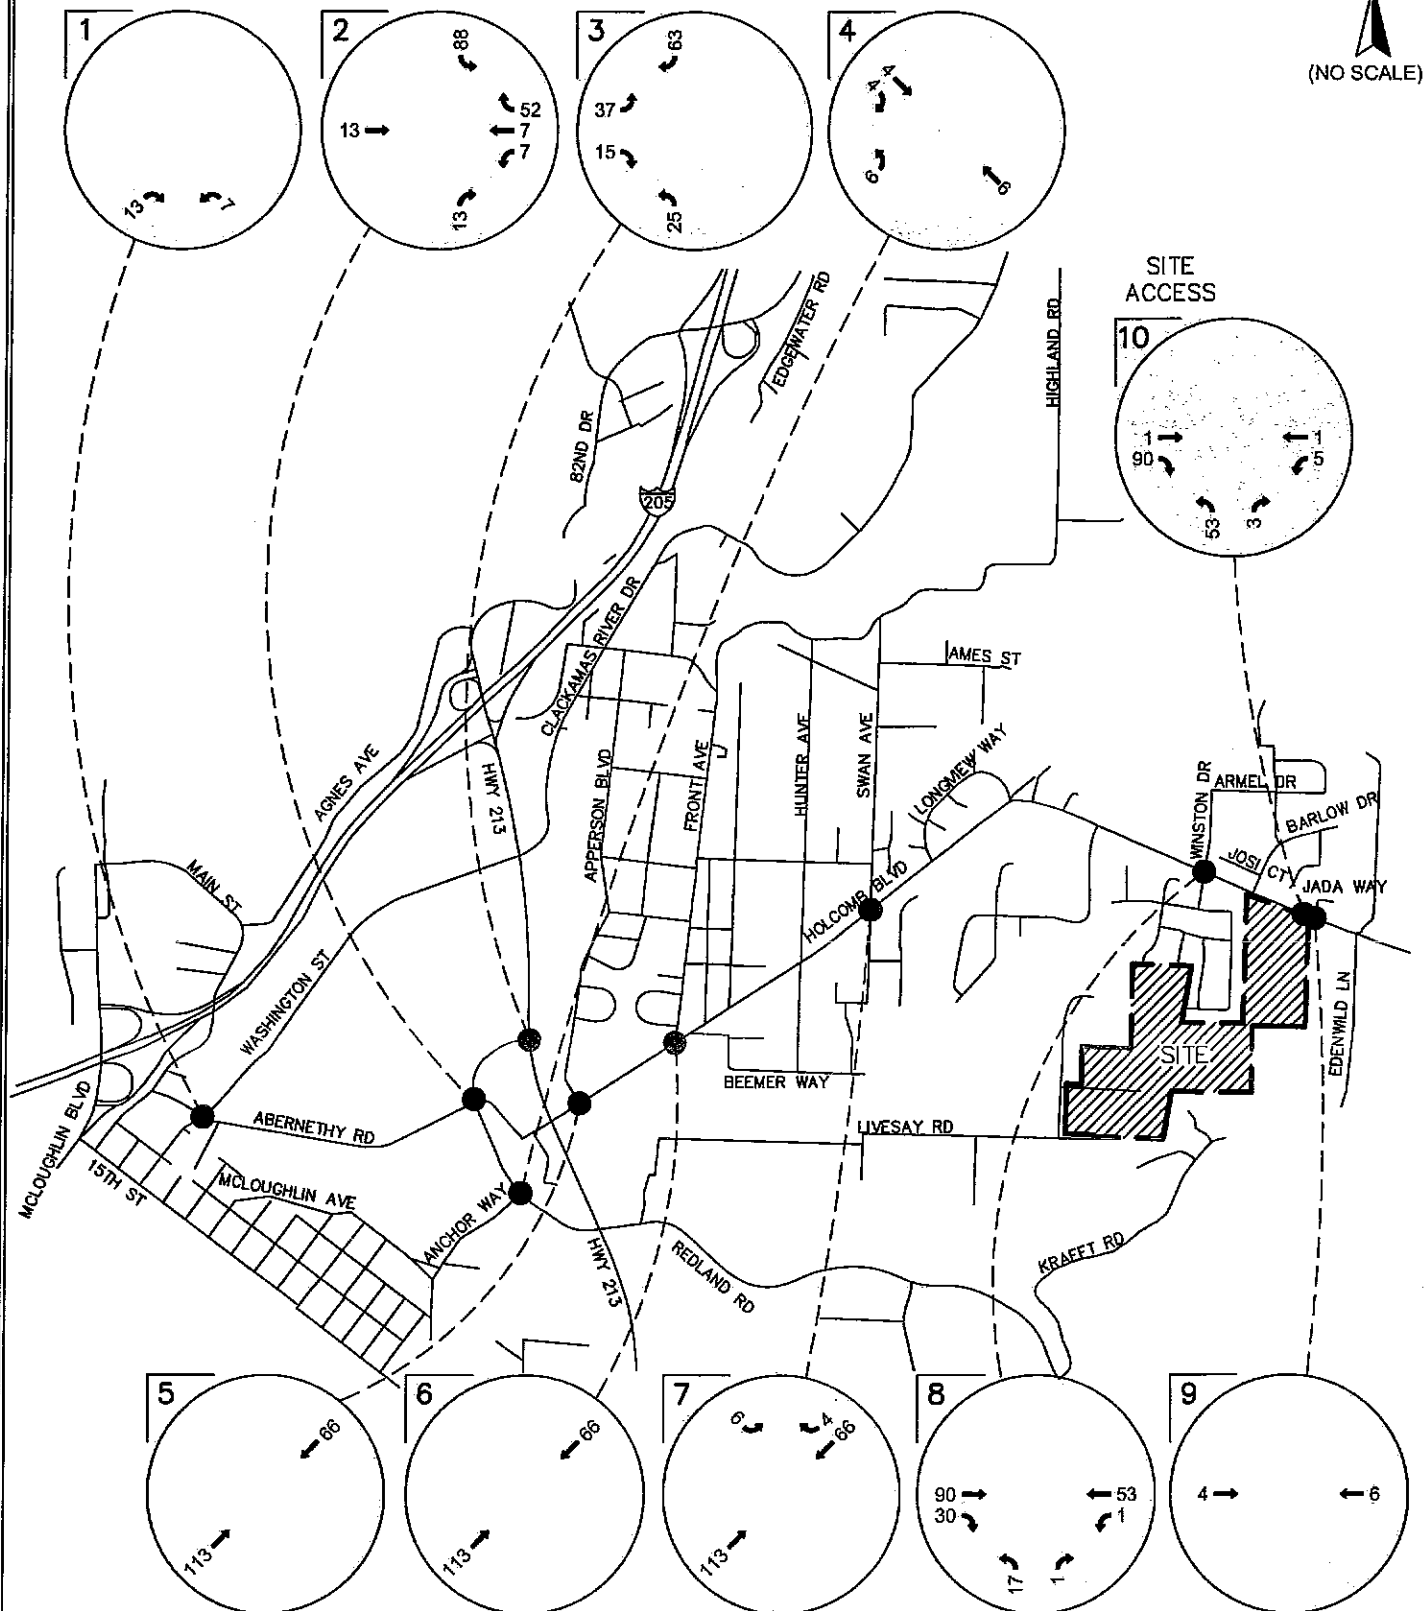 1
13
7
2
88
13
52
7
7
13
3
63
37
15
25
4
4
4
6
6
(NO SCALE)
SITE
ACCESS
10
1
90
1
5
53
3
EDGEWATER RD
HIGHLAND RD
82ND DR
205
CLACKAMAS RIVER DR
AMES ST
AGNES AVE
HWY 213
APPERSON BLVD
FRONT AVE
HUNTER AVE
SWAN AVE
LONGVIEW WAY
WINSTON DR
ARMEL DR
BARLOW DR
JOSI CT
JADA WAY
MAIN ST
HOLCOMB BLVD
WASHINGTON ST
EDENWILD LN
SITE
BEEMER WAY
MCLOUGHLIN BLVD
ABERNETHY RD
LIVESAY RD
15TH ST
MCLOUGHLIN AVE
ANCHOR WAY
HWY 213
REDLAND RD
KRAFFT RD
5
66
113
6
66
113
7
6
4
66
113
8
90
30
53
1
17
1
9
4
6